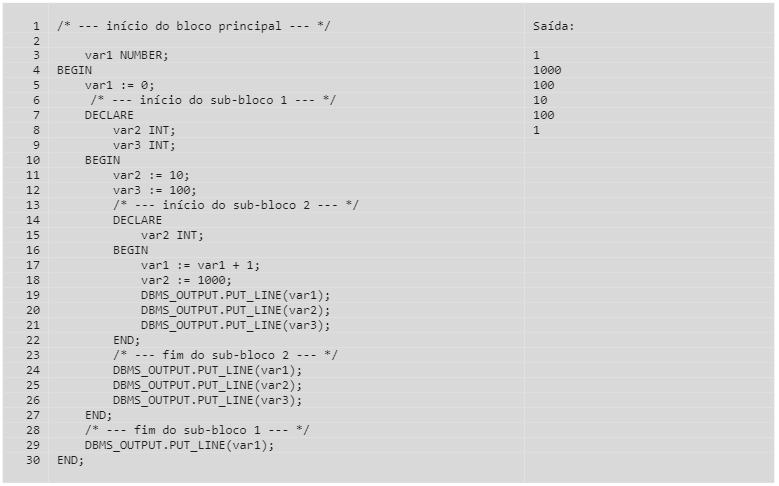 1 /* --- início do bloco principal --- */ Saída:
2
3 var1 NUMBER; 1
4 BEGIN 1000
5 var1 := 0; 100
6 /* --- início do sub-bloco 1 --- */ 10
7 DECLARE 100
8 var2 INT; 1
9 var3 INT;
10 BEGIN
11 var2 := 10;
12 var3 := 100;
13 /* --- início do sub-bloco 2 --- */
14 DECLARE
15 var2 INT;
16 BEGIN
17 var1 := var1 + 1;
18 var2 := 1000;
19 DBMS_OUTPUT.PUT_LINE(var1);
20 DBMS_OUTPUT.PUT_LINE(var2);
21 DBMS_OUTPUT.PUT_LINE(var3);
22 END;
23 /* --- fim do sub-bloco 2 --- */
24 DBMS_OUTPUT.PUT_LINE(var1);
25 DBMS_OUTPUT.PUT_LINE(var2);
26 DBMS_OUTPUT.PUT_LINE(var3);
27 END;
28 /* --- fim do sub-bloco 1 --- */
29 DBMS_OUTPUT.PUT_LINE(var1);
30 END;